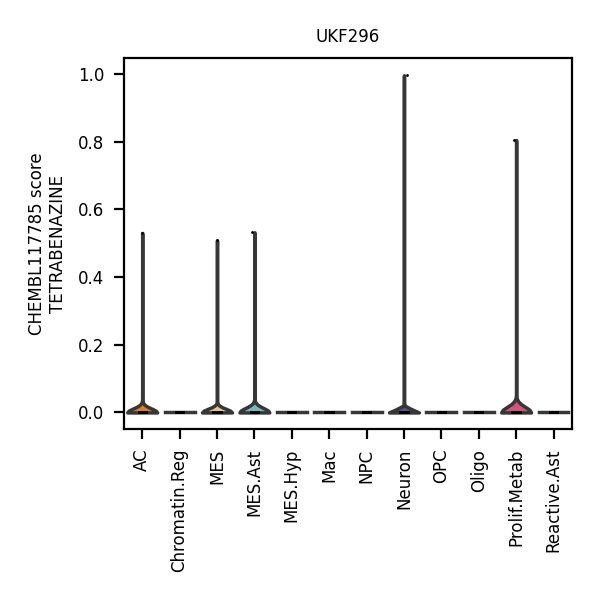 UKF296
CHEMBL117785 score
TETRABENAZINE
1.0
0.8
0.6
0.4
0.2
0.0
AC
Chromatin.Reg
MES
MES.Ast
MES.Hyp
Mac
NPC
Neuron
OPC
Oligo
Prolif.Metab
Reactive.Ast